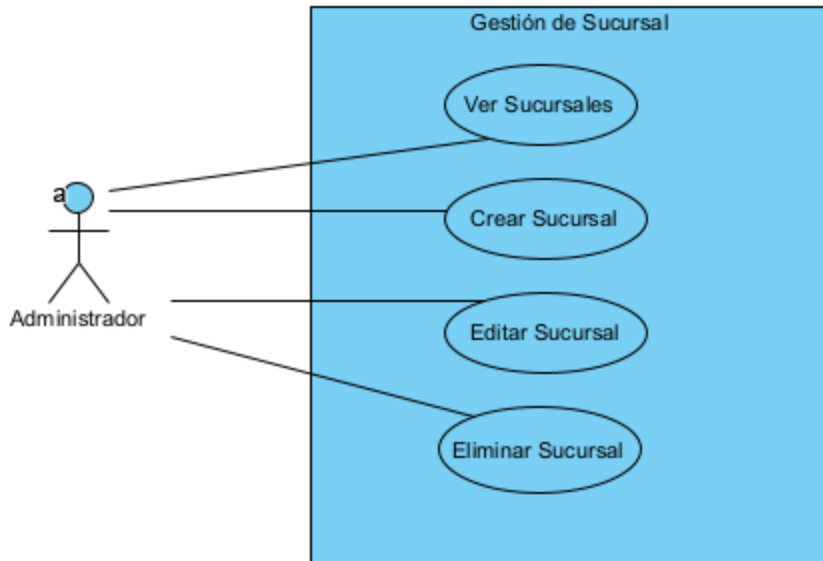 Gestión de Sucursal
Ver Sucursales
a
Crear Sucursal
Administrador
Editar Sucursal
Eliminar Sucursal